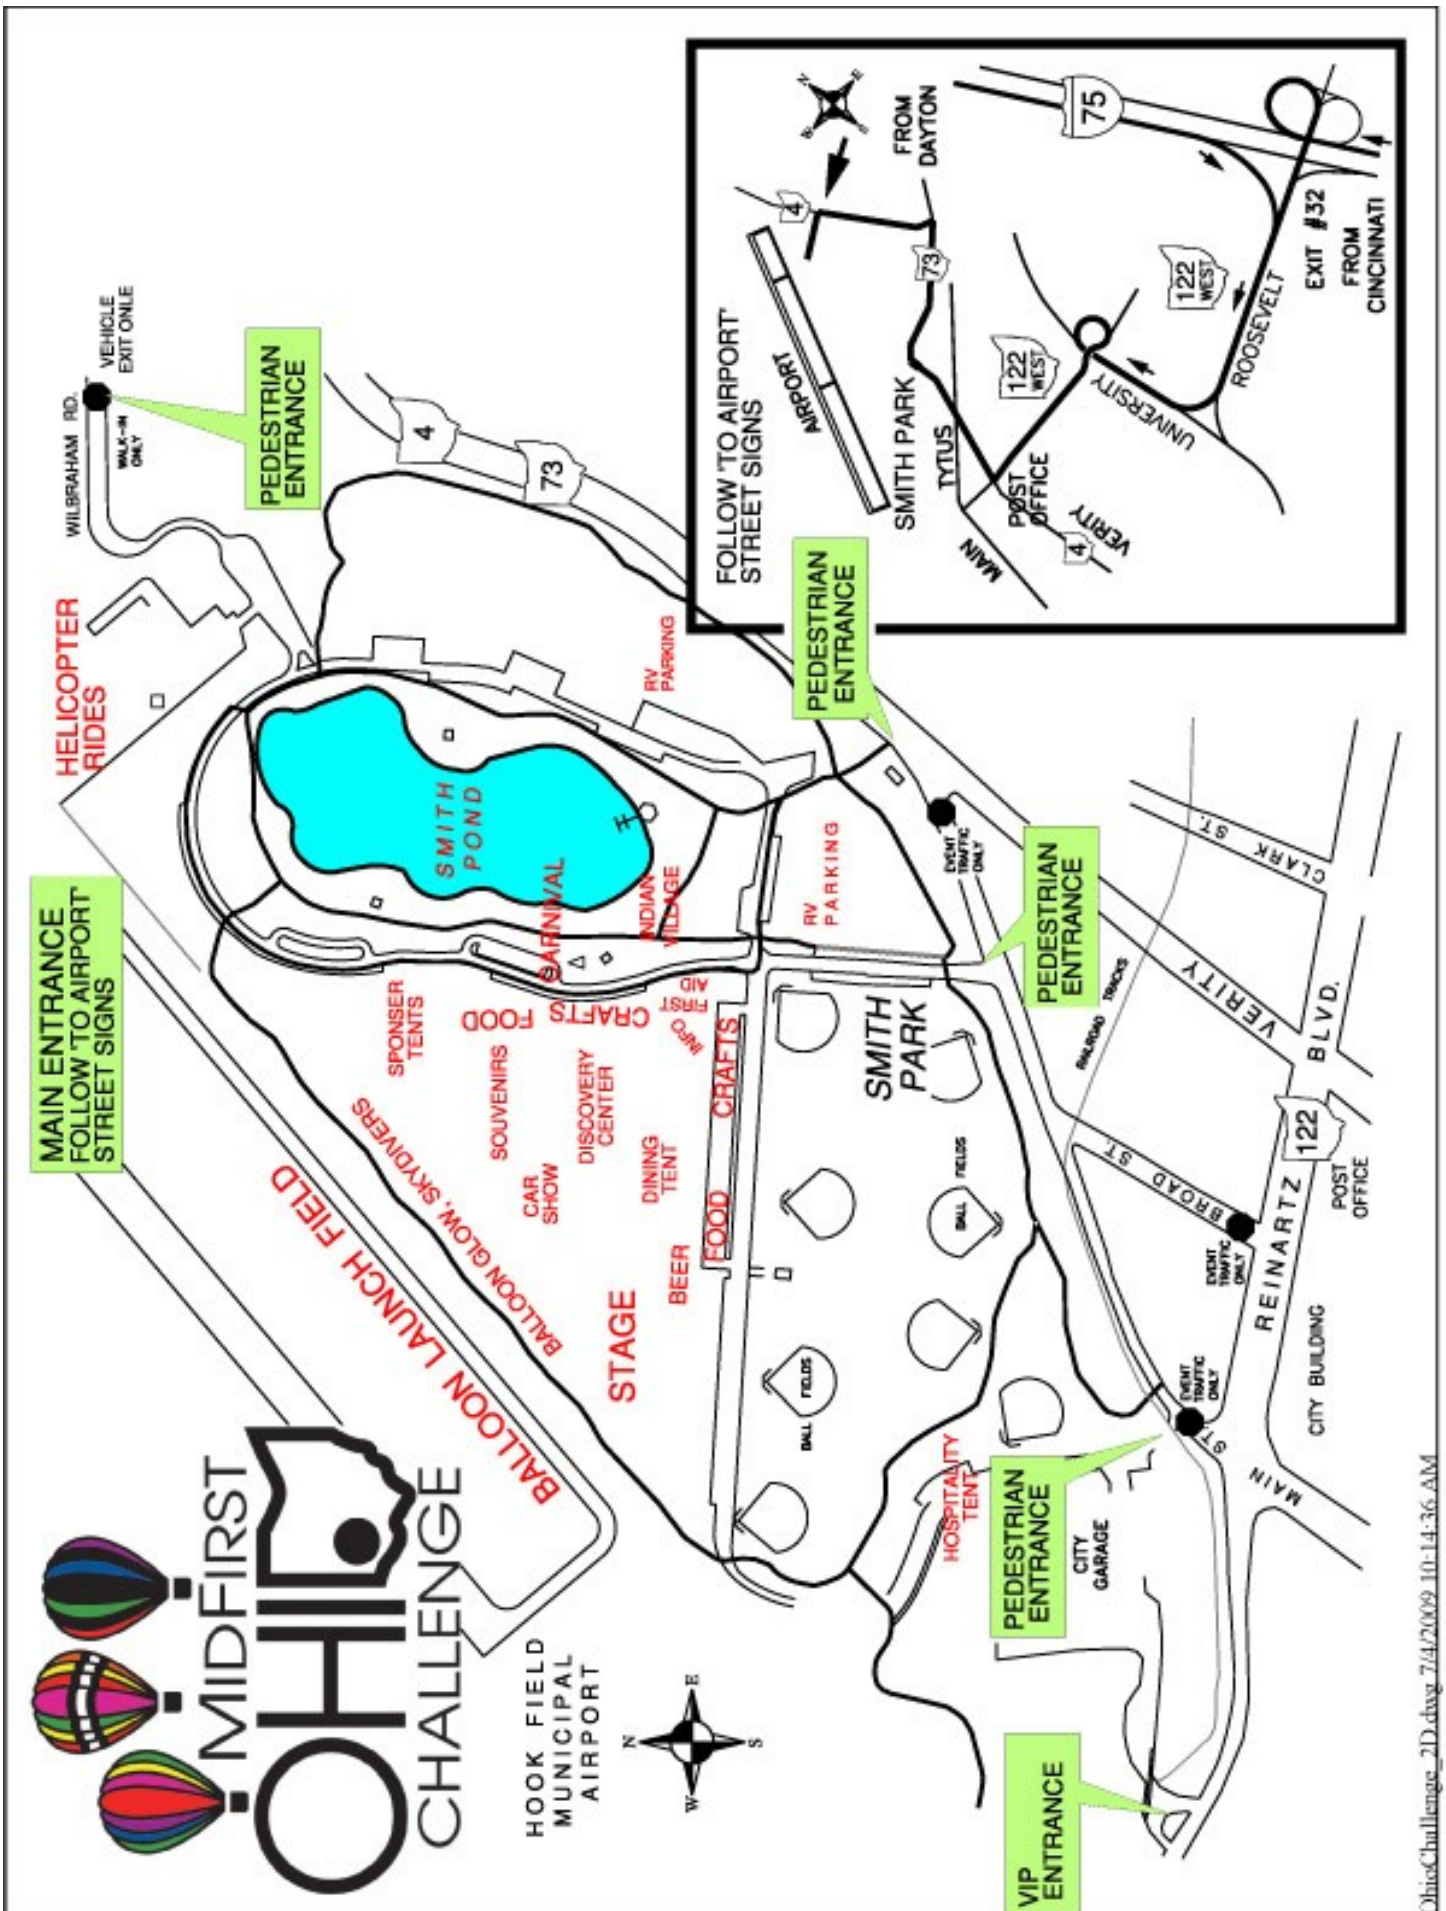 MIDFIRST
OHIO
CHALLENGE
MAIN ENTRANCE
FOLLOW 'TO AIRPORT'
STREET SIGNS
HELICOPTER
RIDES
WILBRAHAM RD.
VEHICLE
EXIT ONLE
WALK-IN
ONLY
PEDESTRIAN
ENTRANCE
4
73
BALLOON LAUNCH FIELD
BALLOON GLOW, SKYDIVERS
SPONSER
TENTS
SMITH
POND
FOOD
CRAFTS
CARNIVAL
SOUVENIRS
CAR
SHOW
DISCOVERY
CENTER
INDIAN
VILLAGE
RV
PARKING
HOOK FIELD
MUNICIPAL
AIRPORT
N
W
E
S
STAGE
BEER
DINING
TENT
INFO
FIRST
AID
FOOD
CRAFTS
RV
PARKING
PEDESTRIAN
ENTRANCE
BALL
FIELDS
BALL
FIELDS
SMITH
PARK
EVENT
TRAFFIC
ONLY
PEDESTRIAN
ENTRANCE
HOSPITALITY
TENT
PEDESTRIAN
ENTRANCE
CITY
GARAGE
VIP
ENTRANCE
RAILROAD TRACKS
EVENT
TRAFFIC
ONLY
EVENT
TRAFFIC
ONLY
BROAD ST.
VERITY
CLARK ST.
MAIN ST.
REINARTZ
BLVD.
122
CITY BUILDING
POST
OFFICE
FOLLOW 'TO AIRPORT'
STREET SIGNS
AIRPORT
4
N
E
S
FROM
DAYTON
73
75
SMITH PARK
TYTUS
122
WEST
122
WEST
POST
OFFICE
MAIN
4
VERITY
UNIVERSITY
ROOSEVELT
EXIT #32
FROM
CINCINNATI
OhioChallenge_2D.dwg 7/4/2009 10:14:36 AM